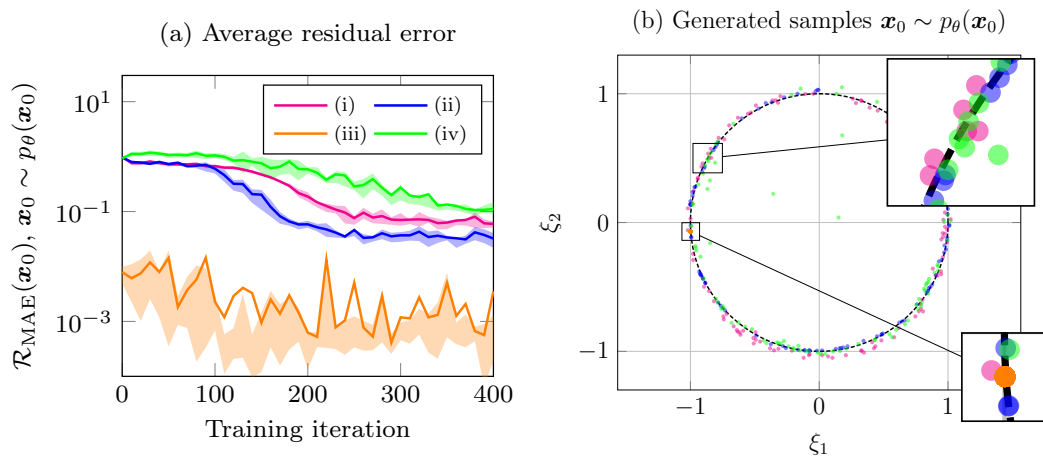 (a) Average residual error
𝓡_MAE(𝒙₀), 𝒙₀ ∼ p_θ(𝒙₀)
10¹
10⁻¹
10⁻³
(i)
(ii)
(iii)
(iv)
0
100
200
300
400
Training iteration
(b) Generated samples 𝒙₀ ∼ p_θ(𝒙₀)
ξ₂
1
0
−1
−1
0
1
ξ₁